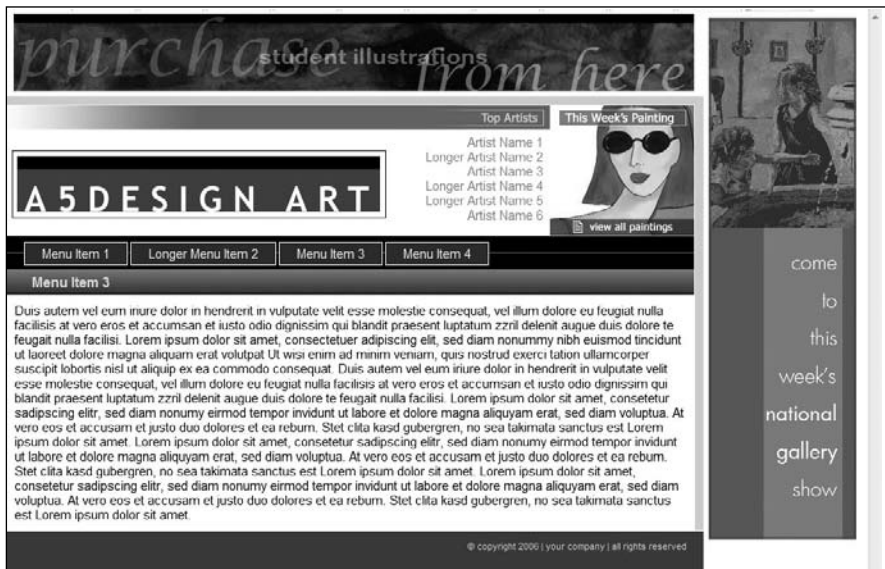 purchase
student illustrations
from here
Top Artists
This Week's Painting
Artist Name 1
Longer Artist Name 2
Artist Name 3
Longer Artist Name 4
Longer Artist Name 5
Artist Name 6
A5DESIGN ART
view all paintings
Menu Item 1
Longer Menu Item 2
Menu Item 3
Menu Item 4
Menu Item 3
Duis autem vel eum iriure dolor in hendrerit in vulputate velit esse molestie consequat, vel illum dolore eu feugiat nulla
facilisis at vero eros et accumsan et iusto odio dignissim qui blandit praesent luptatum zzril delenit augue duis dolore te
feugait nulla facilisi. Lorem ipsum dolor sit amet, consectetuer adipiscing elit, sed diam nonummy nibh euismod tincidunt
ut laoreet dolore magna aliquam erat volutpat Ut wisi enim ad minim veniam, quis nostrud exerci tation ullamcorper
suscipit lobortis nisl ut aliquip ex ea commodo consequat. Duis autem vel eum iriure dolor in hendrerit in vulputate velit
esse molestie consequat, vel illum dolore eu feugiat nulla facilisis at vero eros et accumsan et iusto odio dignissim qui
blandit praesent luptatum zzril delenit augue duis dolore te feugait nulla facilisi. Lorem ipsum dolor sit amet, consetetur
sadipscing elitr, sed diam nonumy eirmod tempor invidunt ut labore et dolore magna aliquyam erat, sed diam voluptua. At
vero eos et accusam et justo duo dolores et ea rebum. Stet clita kasd gubergren, no sea takimata sanctus est Lorem
ipsum dolor sit amet. Lorem ipsum dolor sit amet, consetetur sadipscing elitr, sed diam nonumy eirmod tempor invidunt
ut labore et dolore magna aliquyam erat, sed diam voluptua. At vero eos et accusam et justo duo dolores et ea rebum.
Stet clita kasd gubergren, no sea takimata sanctus est Lorem ipsum dolor sit amet. Lorem ipsum dolor sit amet,
consetetur sadipscing elitr, sed diam nonumy eirmod tempor invidunt ut labore et dolore magna aliquyam erat, sed diam
voluptua. At vero eos et accusam et justo duo dolores et ea rebum. Stet clita kasd gubergren, no sea takimata sanctus
est Lorem ipsum dolor sit amet.
© copyright 2006 | your company | all rights reserved
come
to
this
week's
national
gallery
show